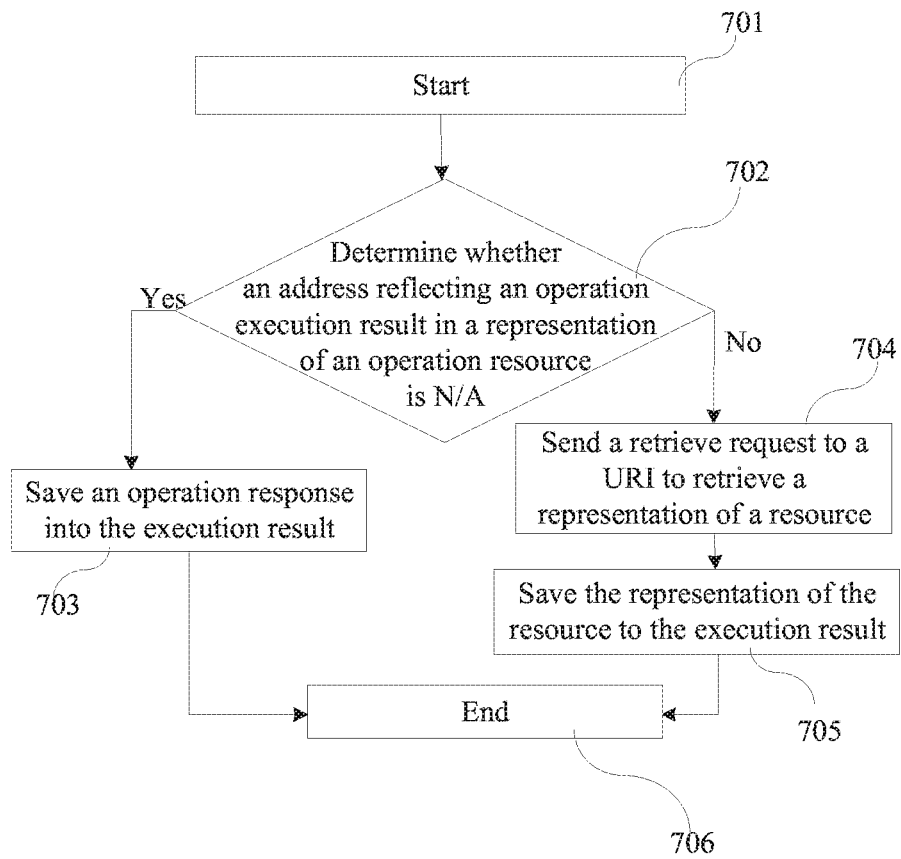 701
Start
702
Determine whether
an address reflecting an operation
execution result in a representation
of an operation resource
is N/A
Yes
No
704
Send a retrieve request to a
URI to retrieve a
representation of a resource
Save an operation response
into the execution result
703
Save the representation of the
resource to the execution result
705
End
706